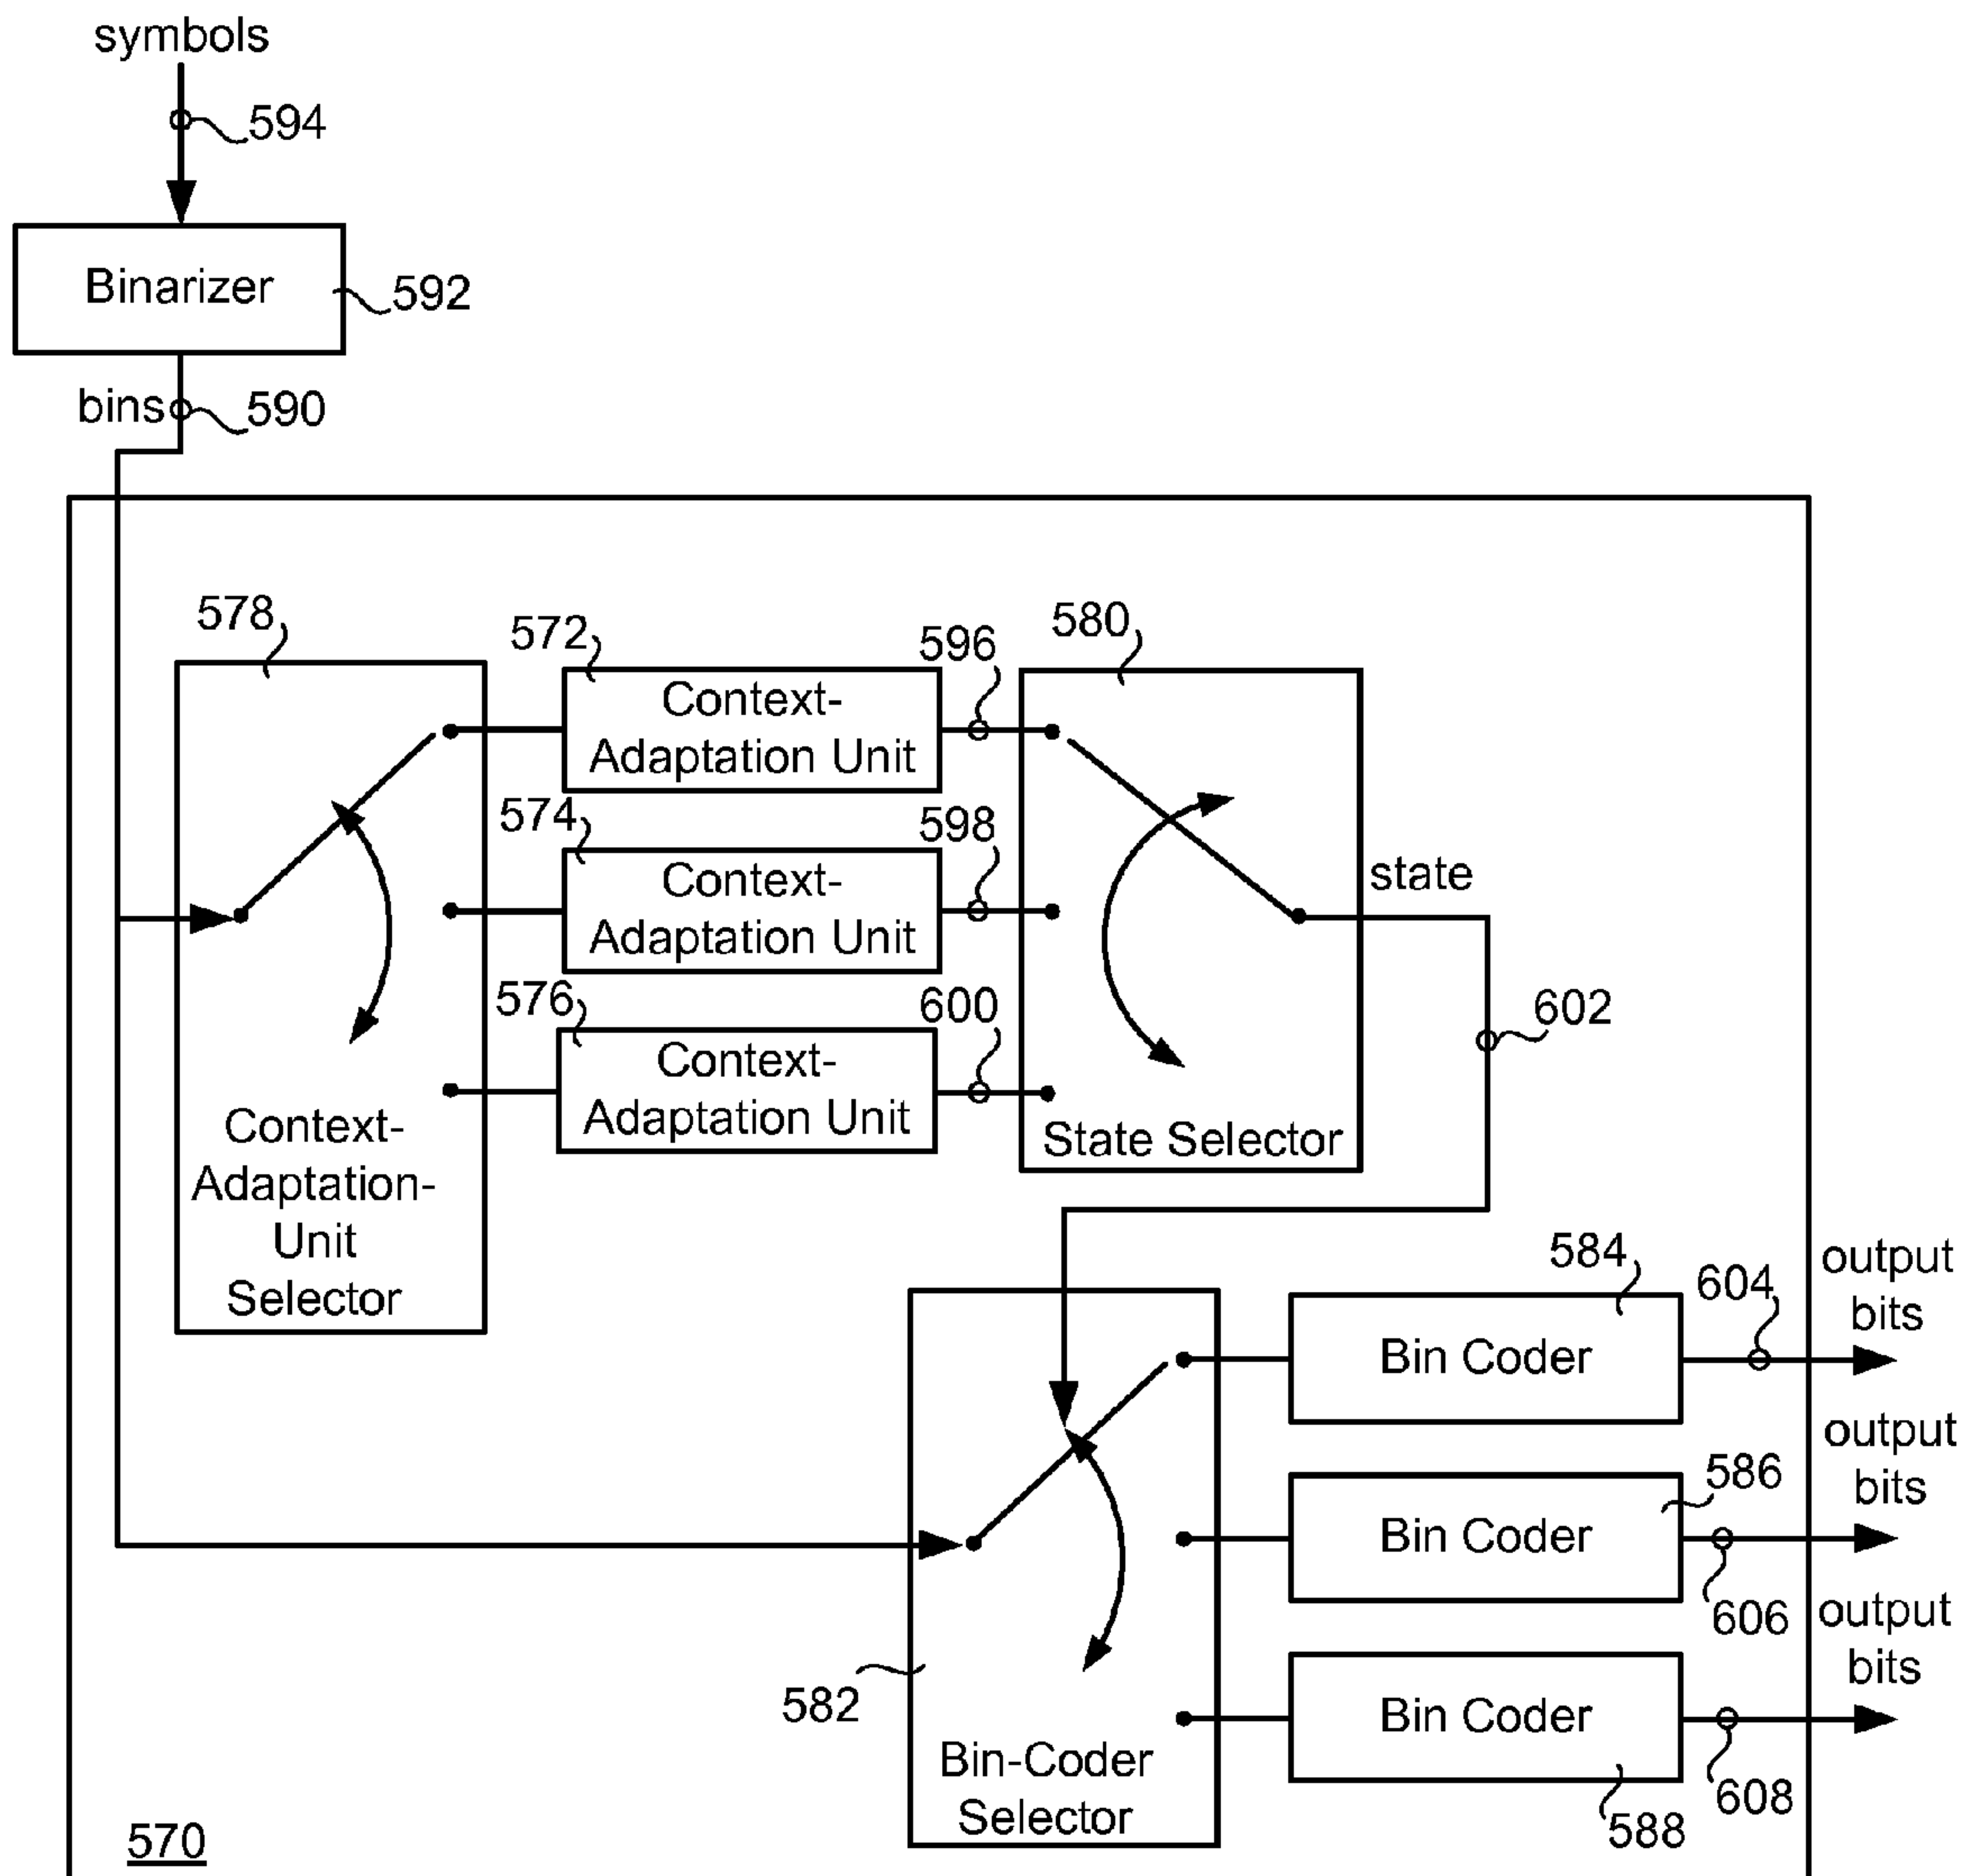 symbols
594
Binarizer
592
bins
590
578
572
596
580
Context-
Adaptation Unit
574
598
Context-
Adaptation Unit
state
576
600
602
Context-
Adaptation Unit
Context-
Adaptation-
Unit
Selector
State Selector
584
604
output
bits
Bin Coder
586
output
bits
Bin Coder
606
output
bits
582
Bin Coder
608
588
Bin-Coder
Selector
570